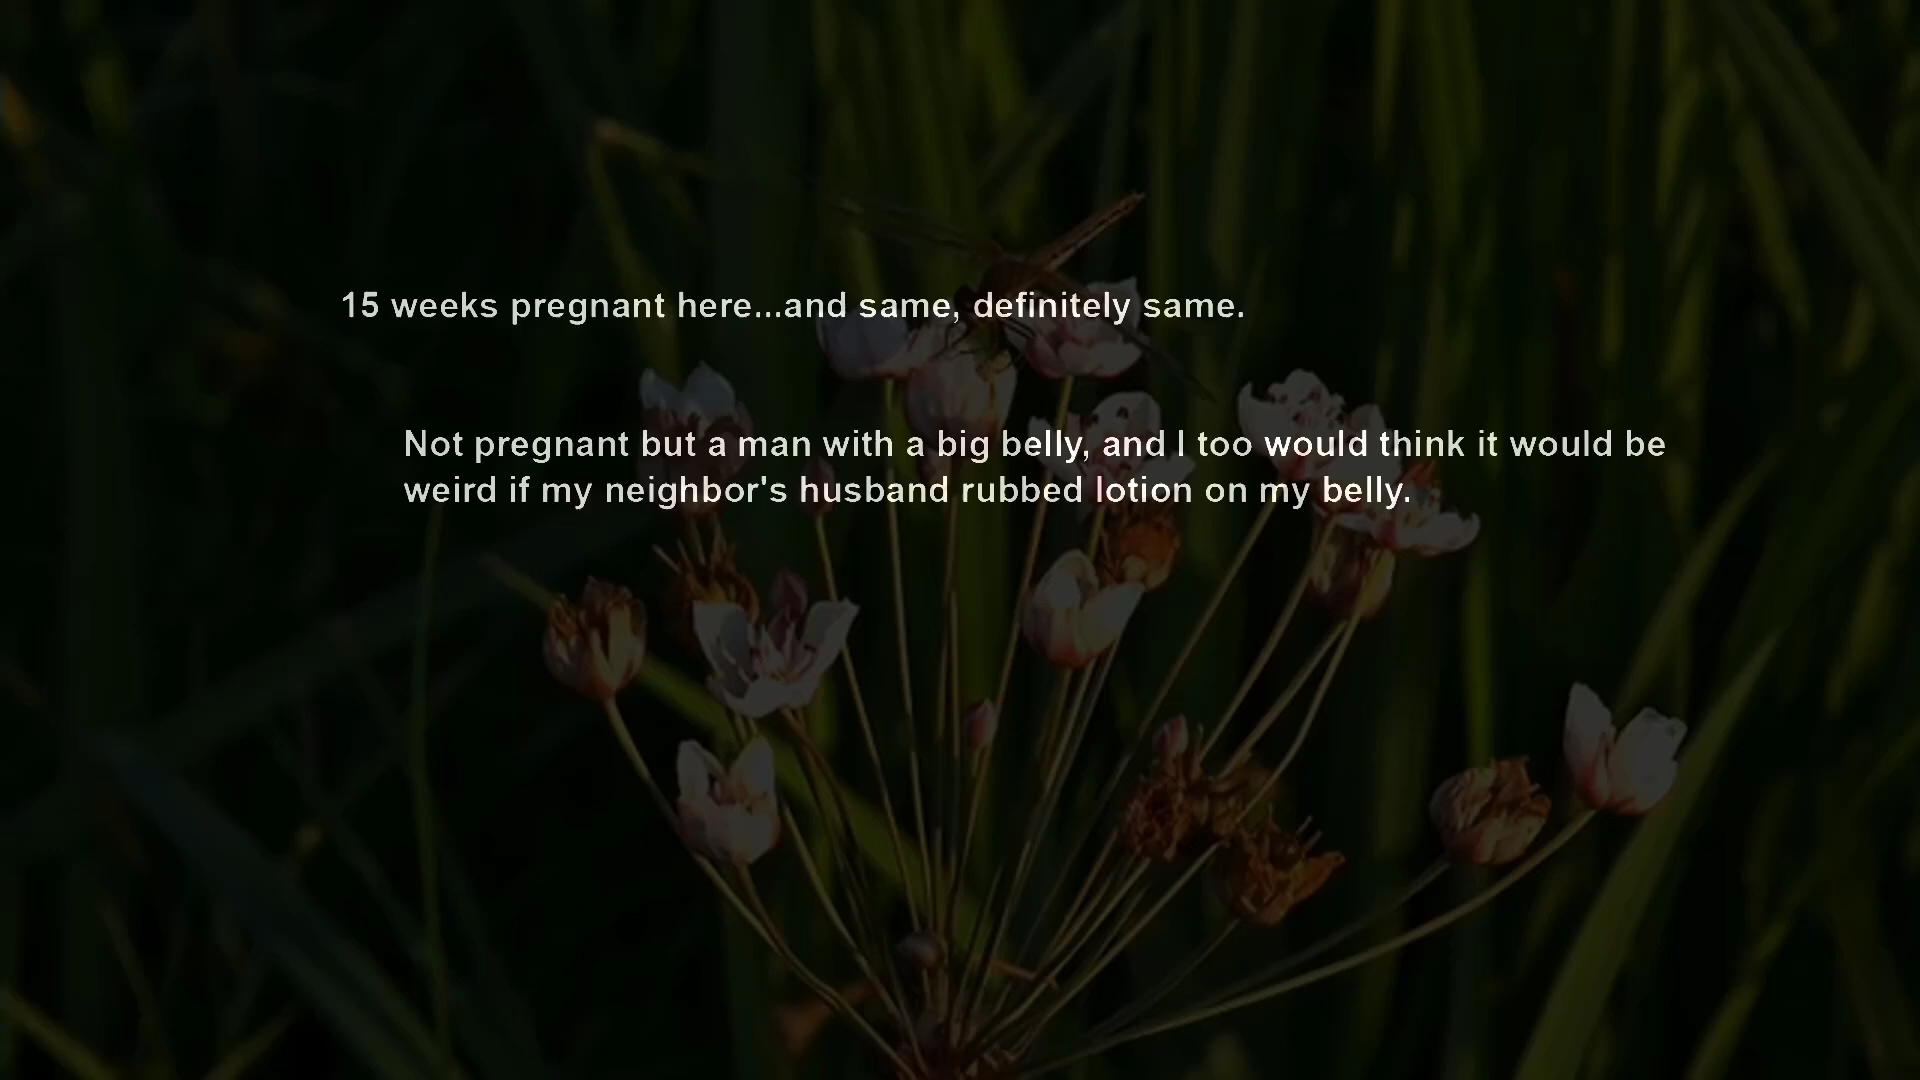 15 weeks pregnant here...and same, definitely same.
Not pregnant but a man with a big belly, and I too would think it would be
weird if my neighbor's husband rubbed lotion on my belly.